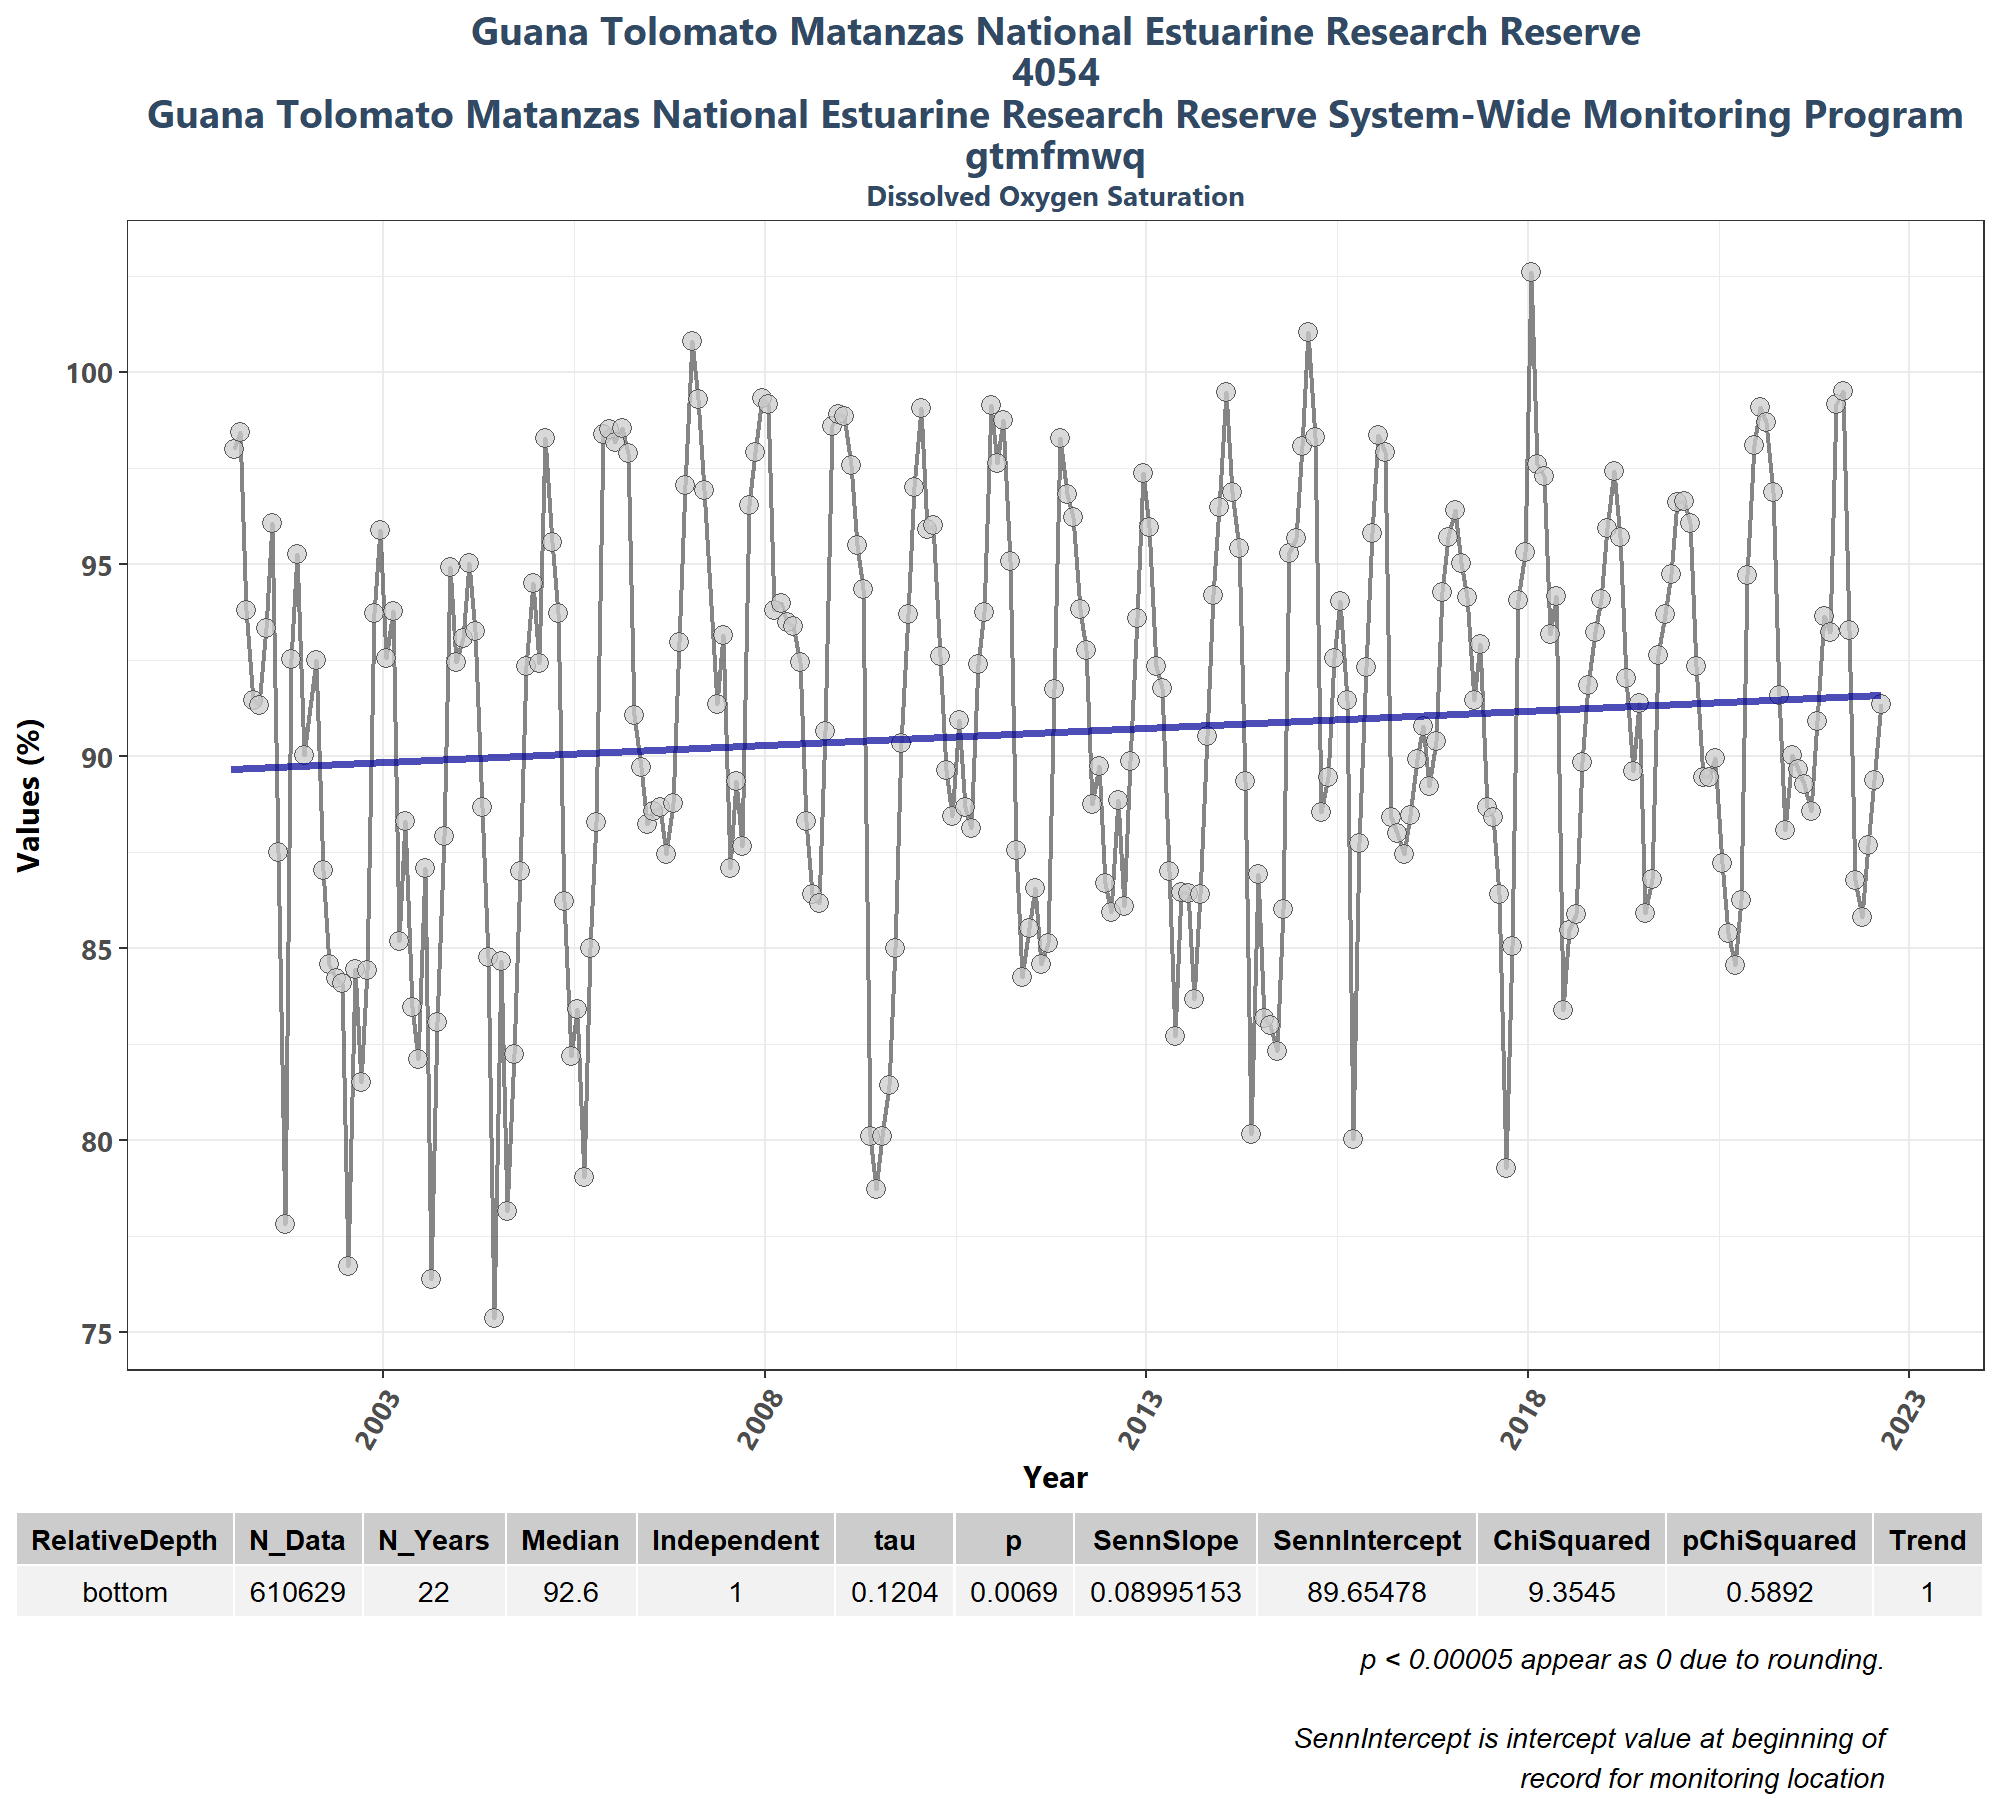 Guana Tolomato Matanzas National Estuarine Research Reserve
4054
Guana Tolomato Matanzas National Estuarine Research Reserve System-Wide Monitoring Program
gtmfmwq
Dissolved Oxygen Saturation
Values (%)
100
95
90
85
80
75
2003
2008
2013
2018
2023
Year
RelativeDepth N_Data N_Years Median Independent tau p SennSlope SennIntercept ChiSquared pChiSquared Trend
bottom 610629 22 92.6 1 0.1204 0.0069 0.08995153 89.65478 9.3545 0.5892 1
p < 0.00005 appear as 0 due to rounding.
SennIntercept is intercept value at beginning of
record for monitoring location